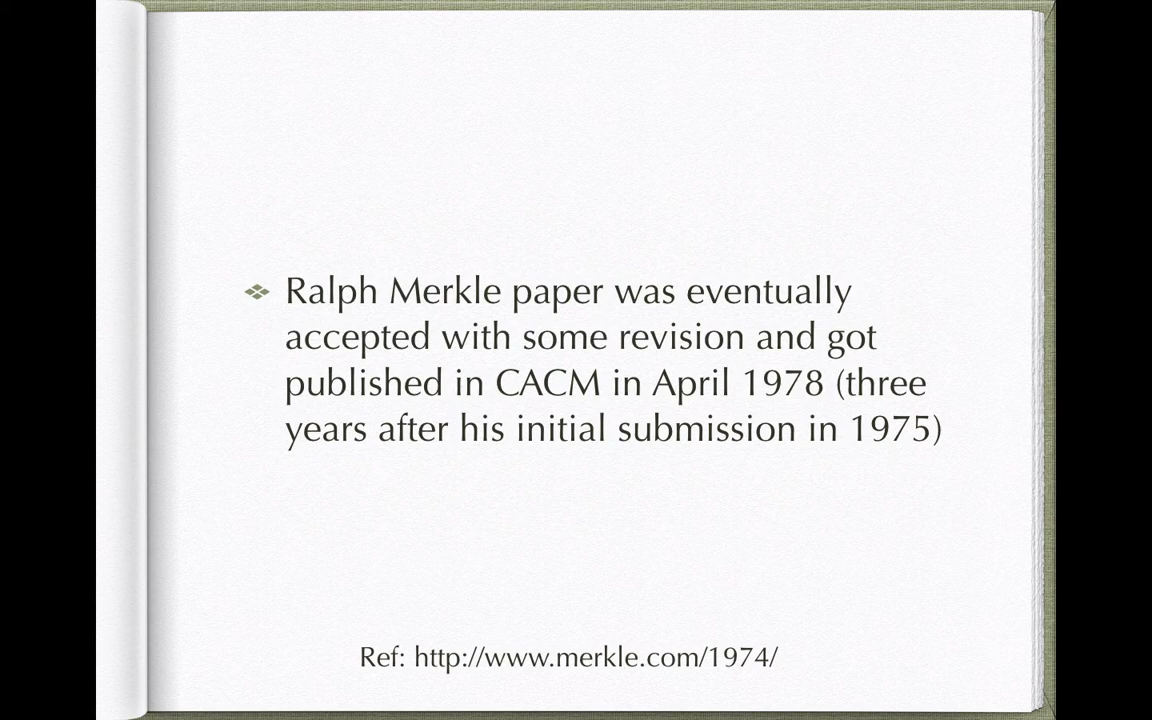 Ralph Merkle paper was eventually
accepted with some revision and got
published in CACM in April 1978 (three
years after his initial submission in 1975)
Ref: http://www.merkle.com/1974/